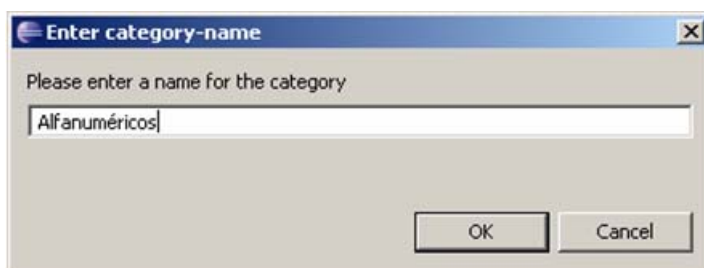 Enter category-name
Please enter a name for the category
Alfanuméricos
OK Cancel